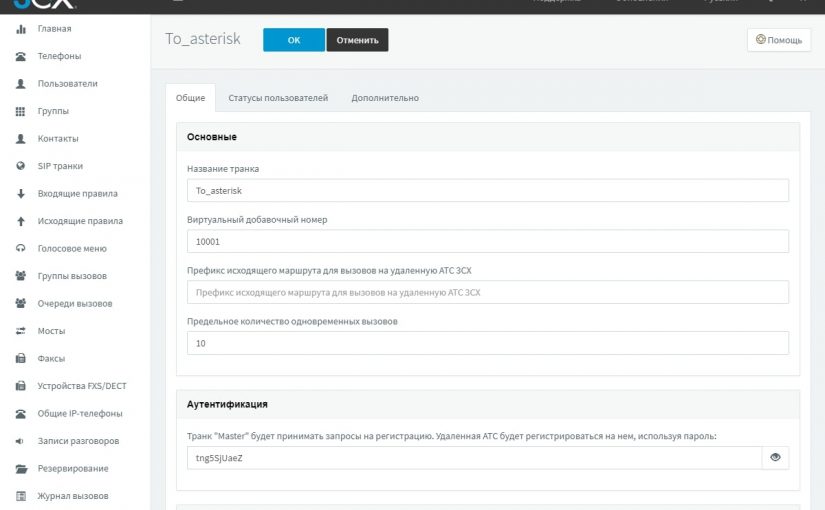 3CX
Поддержка
Обновления
Русский
Главная
Телефоны
Пользователи
Группы
Контакты
SIP транки
Входящие правила
Исходящие правила
Голосовое меню
Группы вызовов
Очереди вызовов
Мосты
Факсы
Устройства FXS/DECT
Общие IP-телефоны
Записи разговоров
Резервирование
Журнал вызовов
To_asterisk
OK
Отменить
Помощь
Общие
Статусы пользователей
Дополнительно
Основные
Название транка
To_asterisk
Виртуальный добавочный номер
10001
Префикс исходящего маршрута для вызовов на удаленную АТС 3CX
Префикс исходящего маршрута для вызовов на удаленную АТС 3CX
Предельное количество одновременных вызовов
10
Аутентификация
Транк "Master" будет принимать запросы на регистрацию. Удаленная АТС будет регистрироваться на нем, используя пароль:
tng5SjUaeZ